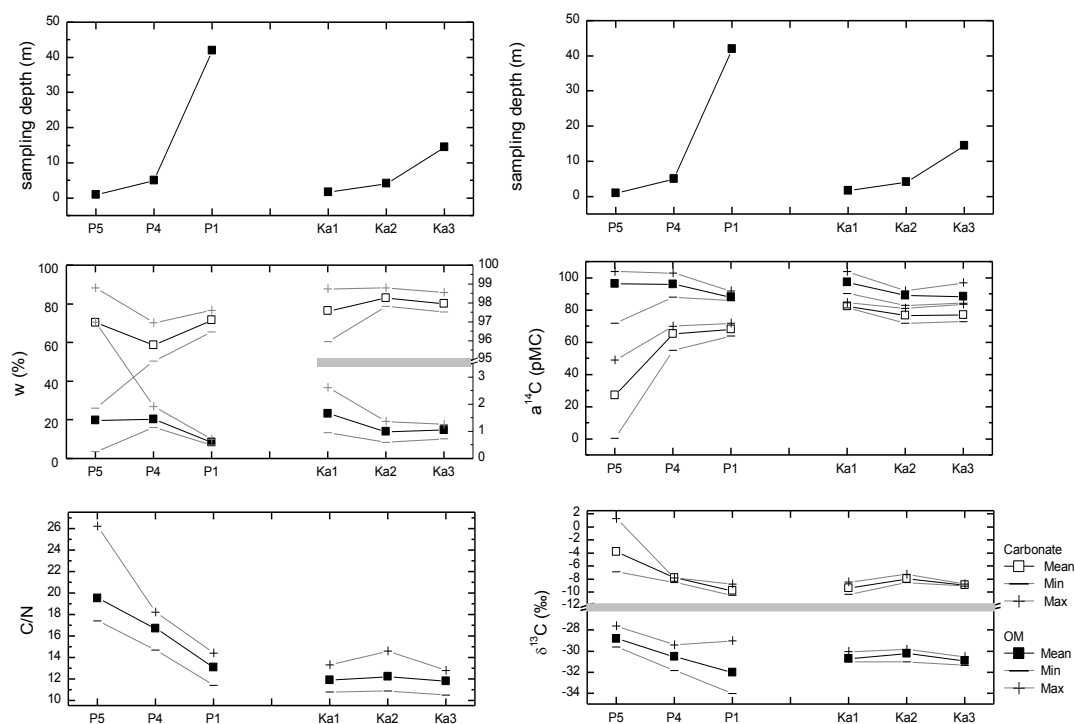 sampling depth (m)
50
40
30
20
10
0
P5 P4 P1 Ka1 Ka2 Ka3
sampling depth (m)
50
40
30
20
10
0
P5 P4 P1 Ka1 Ka2 Ka3
w (%)
100
80
60
40
20
0
100
99
98
97
96
95
3
2
1
0
P5 P4 P1 Ka1 Ka2 Ka3
a¹⁴C (pMC)
100
80
60
40
20
0
P5 P4 P1 Ka1 Ka2 Ka3
C/N
26
24
22
20
18
16
14
12
10
P5 P4 P1 Ka1 Ka2 Ka3
δ¹³C (‰)
2
0
-2
-4
-6
-8
-10
-12
-28
-30
-32
-34
P5 P4 P1 Ka1 Ka2 Ka3
Carbonate
Mean
Min
Max
OM
Mean
Min
Max